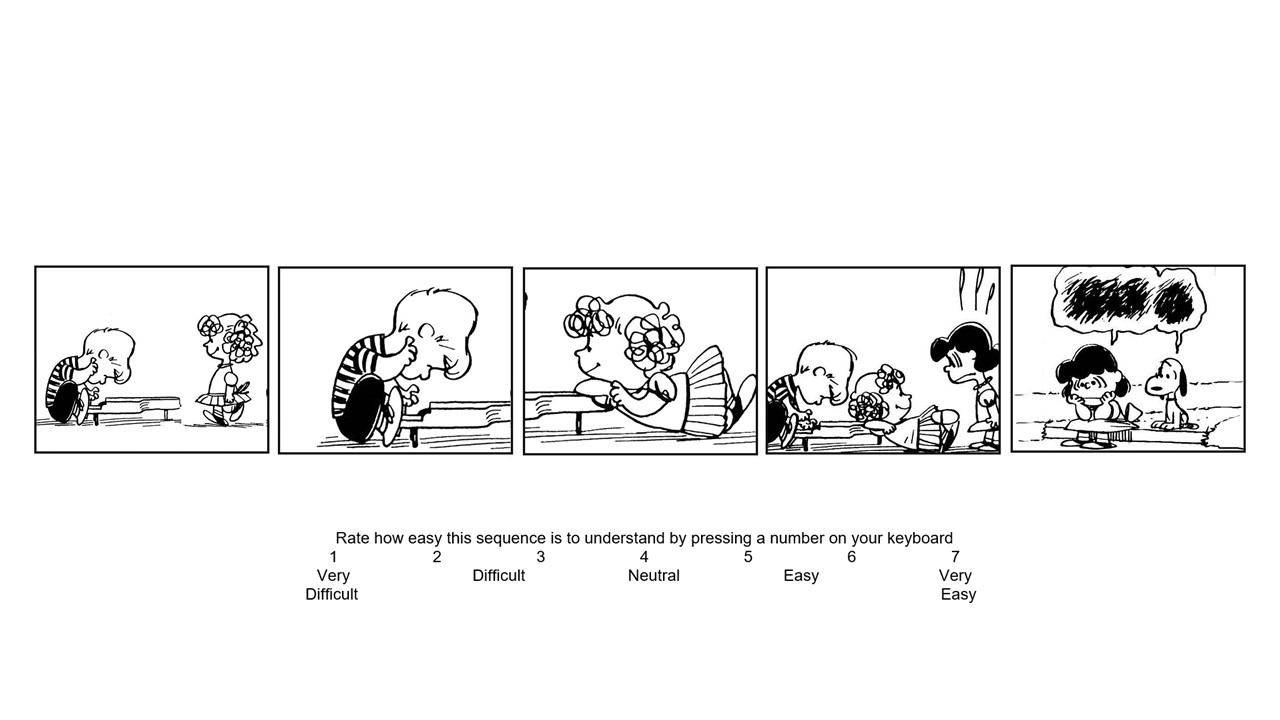 Rate how easy this sequence is to understand by pressing a number on your keyboard
1 2 3 4 5 6 7
Very Difficult Neutral Easy Very
Difficult Easy